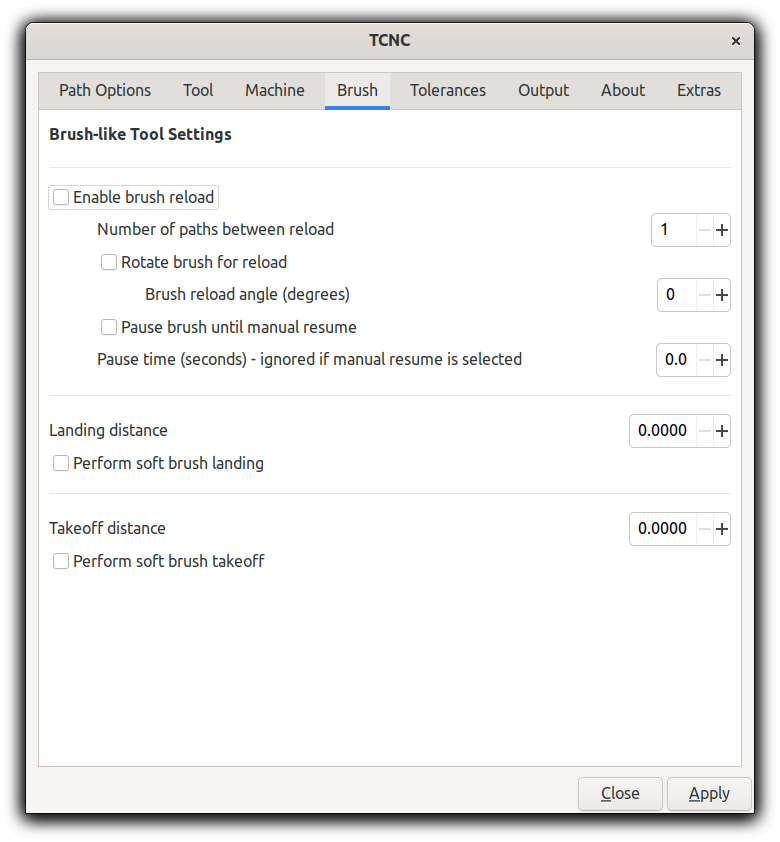 TCNC
Path Options Tool Machine Brush Tolerances Output About Extras
Brush-like Tool Settings
Enable brush reload
Number of paths between reload 1
Rotate brush for reload
Brush reload angle (degrees) 0
Pause brush until manual resume
Pause time (seconds) - ignored if manual resume is selected 0.0
Landing distance 0.0000
Perform soft brush landing
Takeoff distance 0.0000
Perform soft brush takeoff
Close Apply